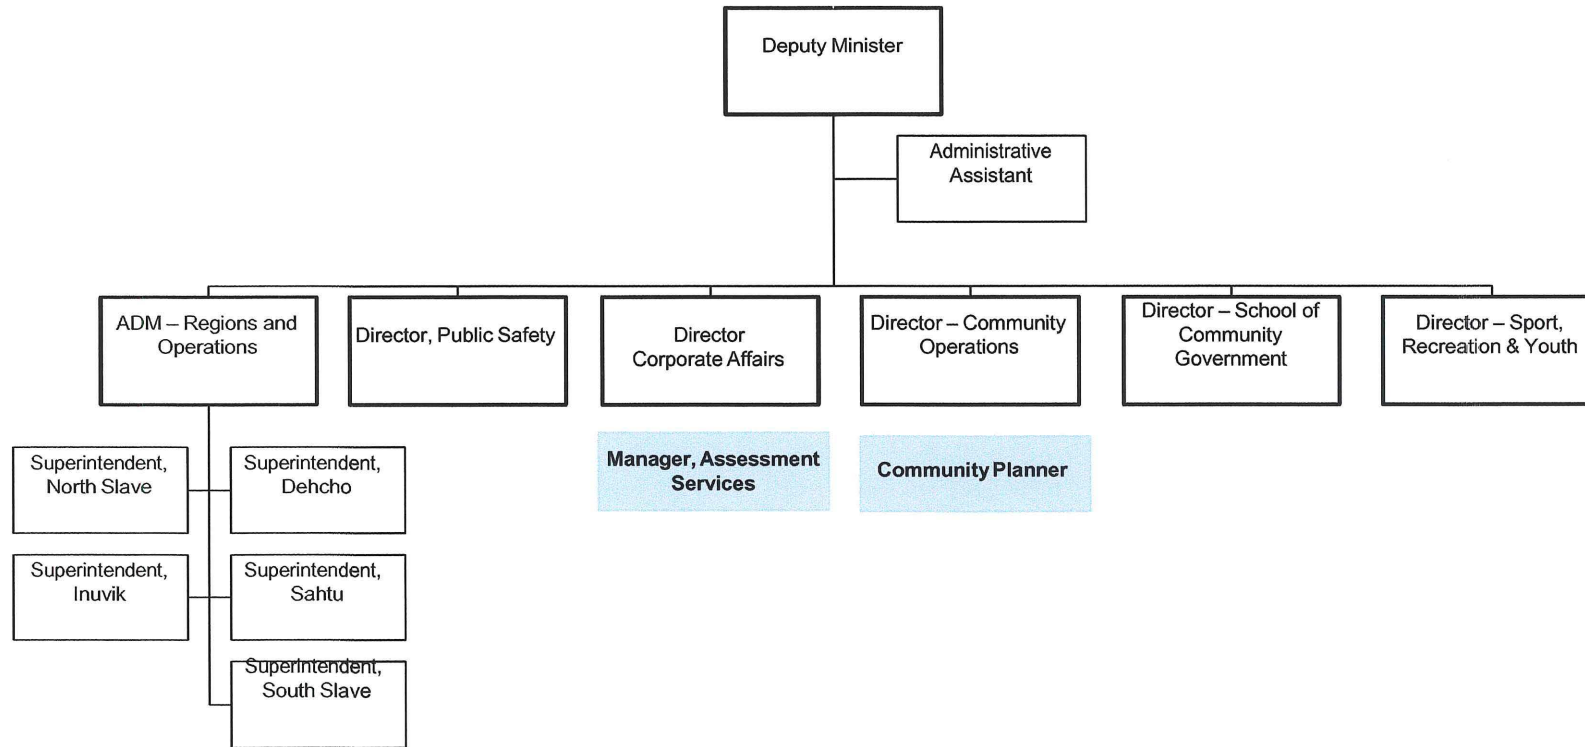 Deputy Minister
Administrative
Assistant
ADM – Regions and
Operations
Director, Public Safety
Director
Corporate Affairs
Director – Community
Operations
Director – School of
Community
Government
Director – Sport,
Recreation & Youth
Manager, Assessment
Services
Community Planner
Superintendent,
North Slave
Superintendent,
Dehcho
Superintendent,
Inuvik
Superintendent,
Sahtu
Superintendent,
South Slave